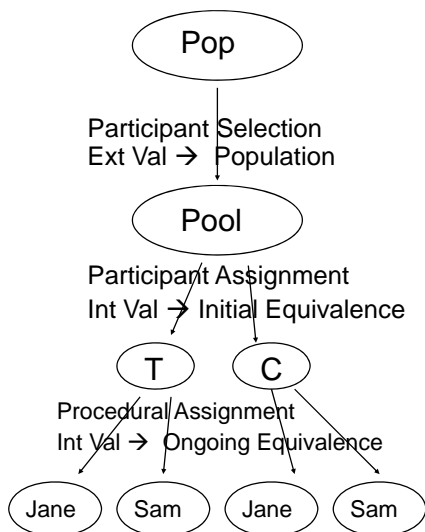 Pop
Participant Selection
Ext Val → Population
Pool
Participant Assignment
Int Val → Initial Equivalence
T C
Procedural Assignment
Int Val → Ongoing Equivalence
Jane Sam Jane Sam